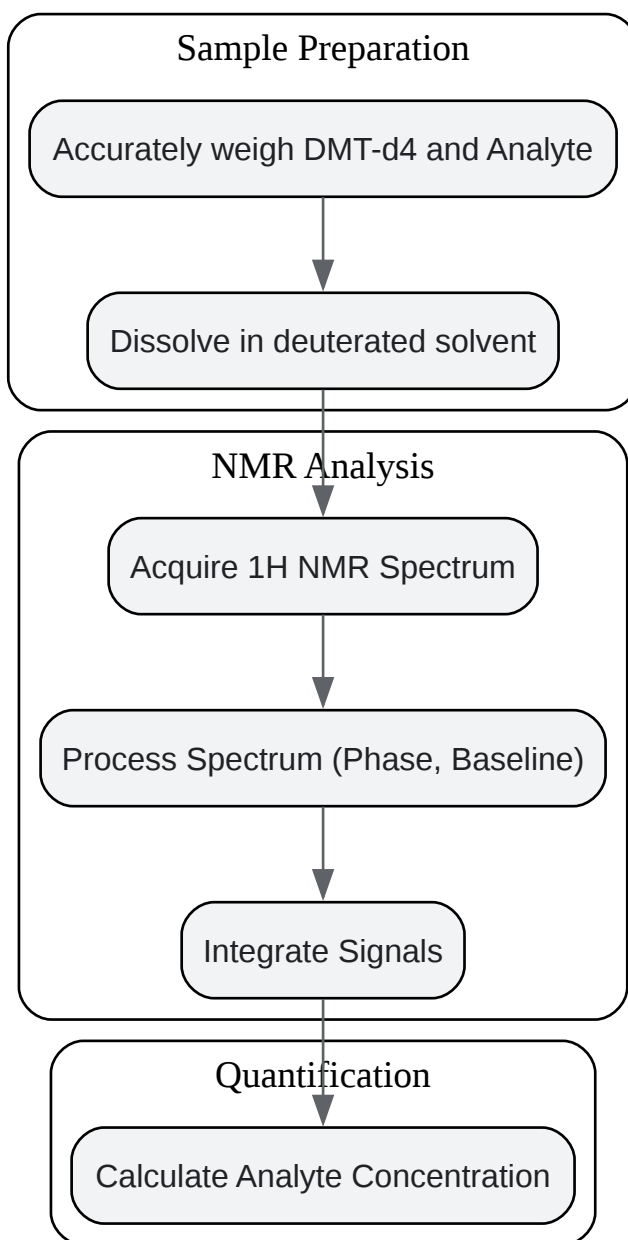 Sample Preparation
Accurately weigh DMT-d4 and Analyte
Dissolve in deuterated solvent
NMR Analysis
Acquire 1H NMR Spectrum
Process Spectrum (Phase, Baseline)
Integrate Signals
Quantification
Calculate Analyte Concentration